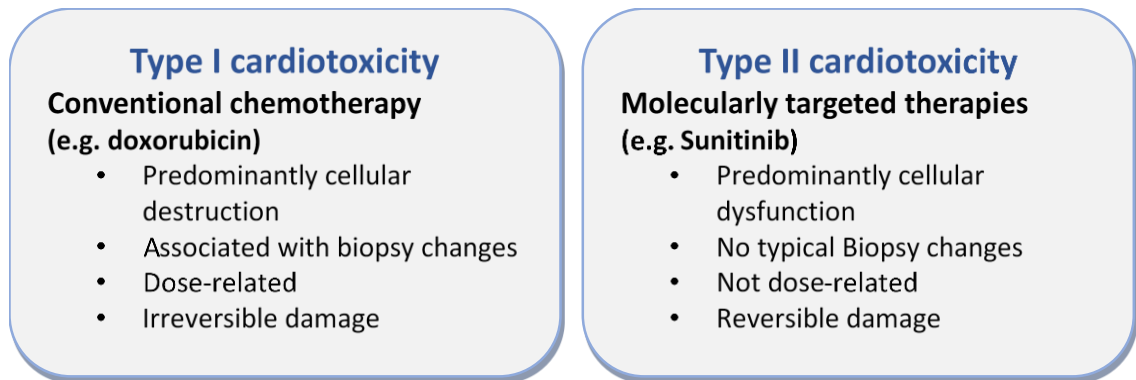 Type I cardiotoxicity
Conventional chemotherapy
(e.g. doxorubicin)
• Predominantly cellular
destruction
• Associated with biopsy changes
• Dose-related
• Irreversible damage
Type II cardiotoxicity
Molecularly targeted therapies
(e.g. Sunitinib)
• Predominantly cellular
dysfunction
• No typical Biopsy changes
• Not dose-related
• Reversible damage